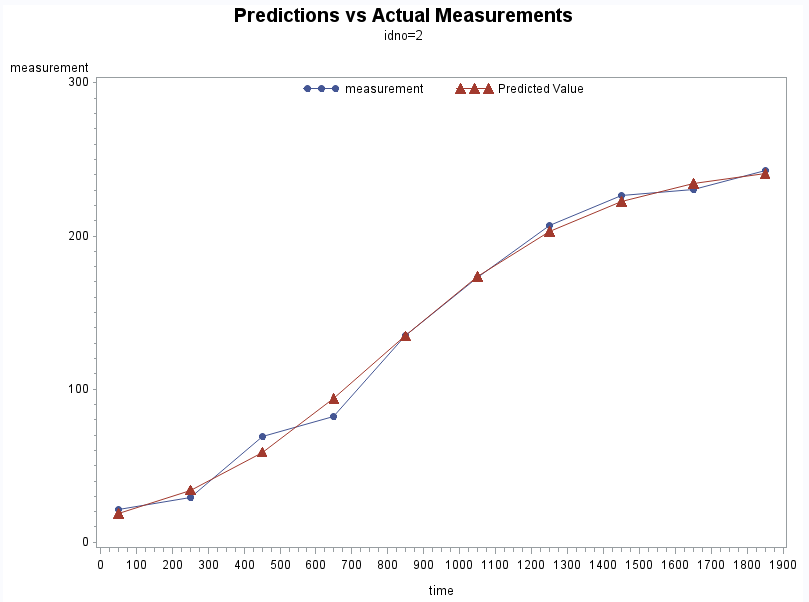 Predictions vs Actual Measurements
idno=2
measurement
300
measurement Predicted Value
200
100
0
0 100 200 300 400 500 600 700 800 900 1000 1100 1200 1300 1400 1500 1600 1700 1800 1900
time